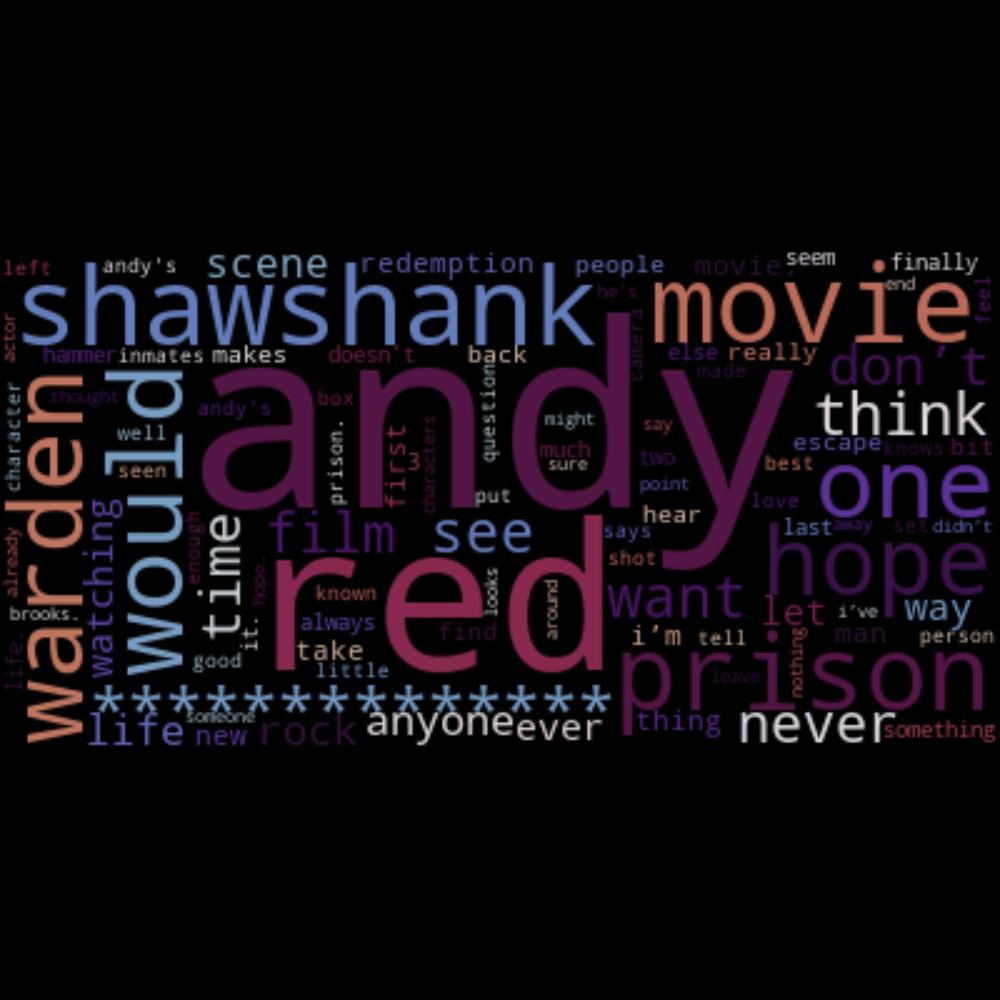 left
andy's
scene
redemption
people
movie,
seem
finally
shawshank
movie
end
he's
feel
actor
hammer
inmates
makes
doesn't
back
camera
else
really
made
don't
warden
would
andy
thought
andy's
box
question
might
say
think
character
well
seen
prison.
first
3
characters
much
sure
two
point
best
escape
knows
bit
one
watching
put
hear
love
last
away
set
didn't
already
enough
time
film
see
says
shot
hope
brooks.
hope.
it.
known
red
looks
around
want
let
i've
way
always
find
i'm
tell
nothing
man
person
life.
good
take
little
prison
leave
**************
life
someone
new
rock
anyone
ever
thing
never
something